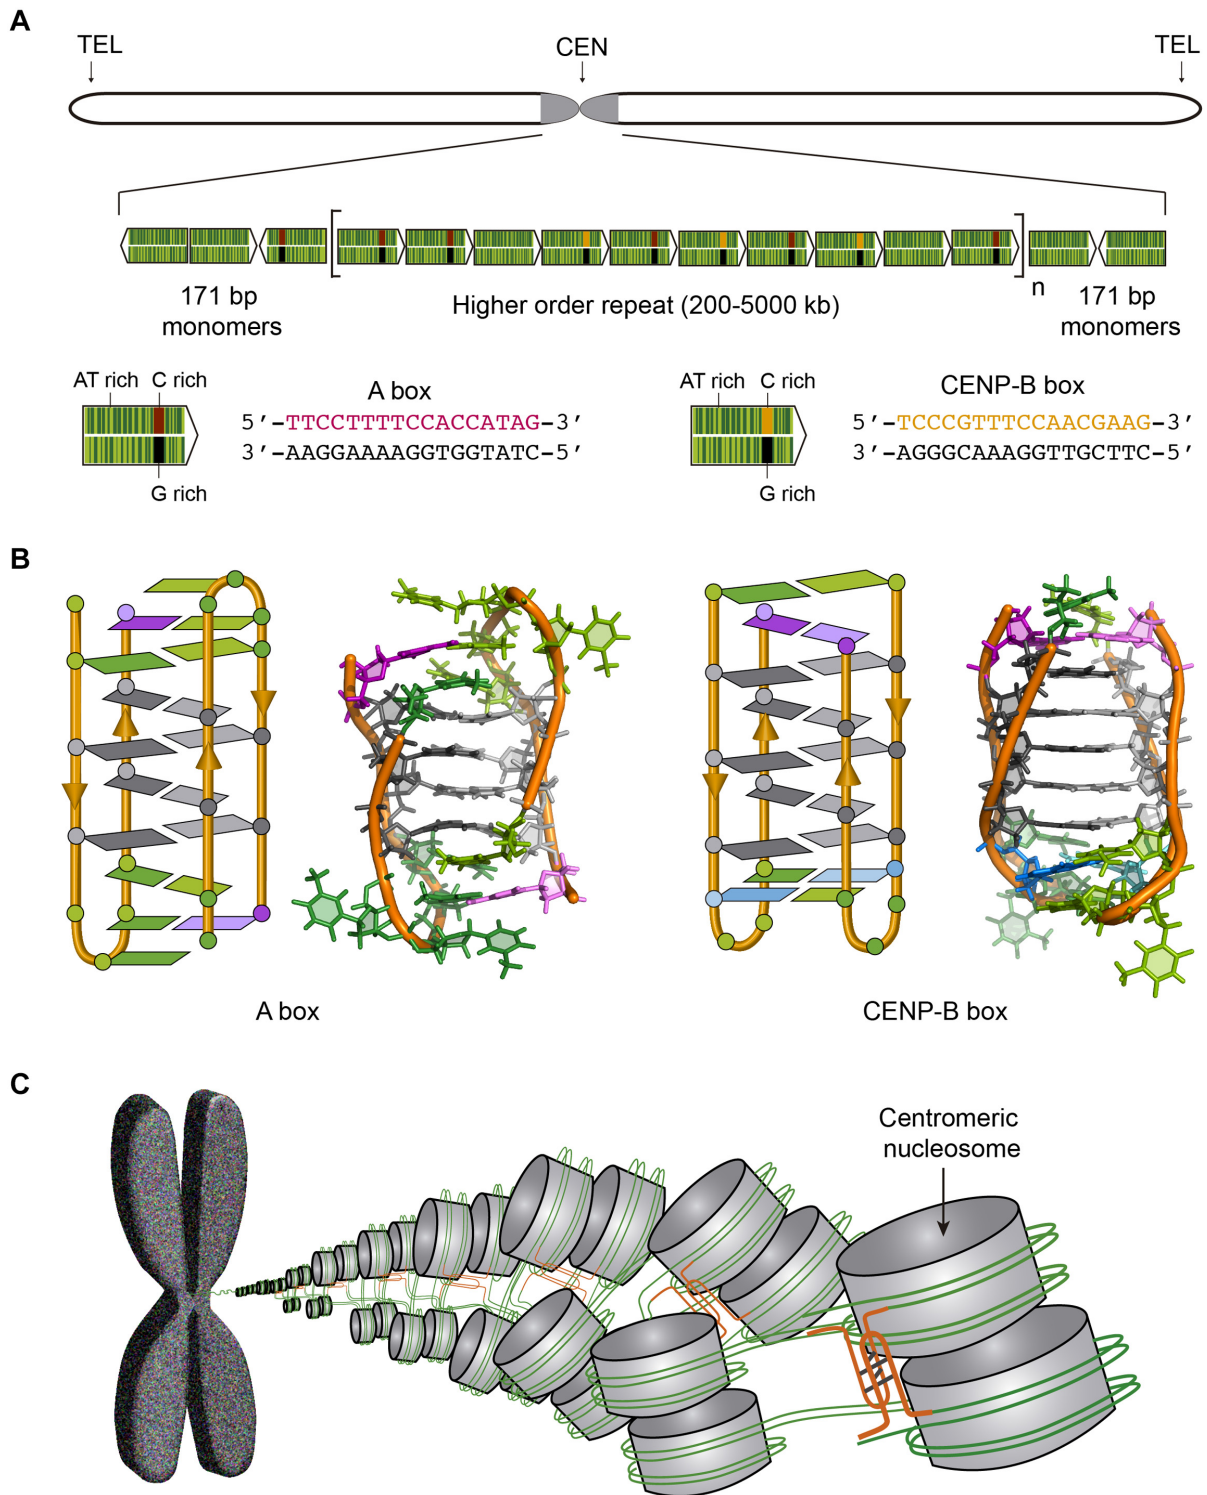 A
TEL
CEN
TEL
171 bp
monomers
Higher order repeat (200-5000 kb)
n
171 bp
monomers
AT rich
C rich
A box
5′-TTCCTTTTCCACCATAG-3′
3′-AAGGAAAAGGTGGTATC-5′
G rich
AT rich
C rich
CENP-B box
5′-TCCCGTTTCCAACGAAG-3′
3′-AGGGCAAAGGTTGCTTC-5′
G rich
B
A box
CENP-B box
C
Centromeric
nucleosome